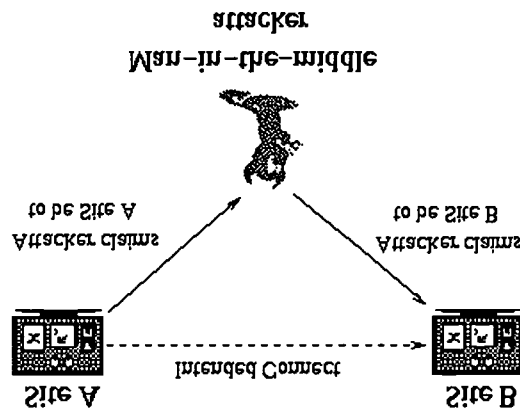 Site A
Site B
Intended Connect
Attacker claims
to be Site A
Attacker claims
to be Site B
Man-in-the-middle
attacker